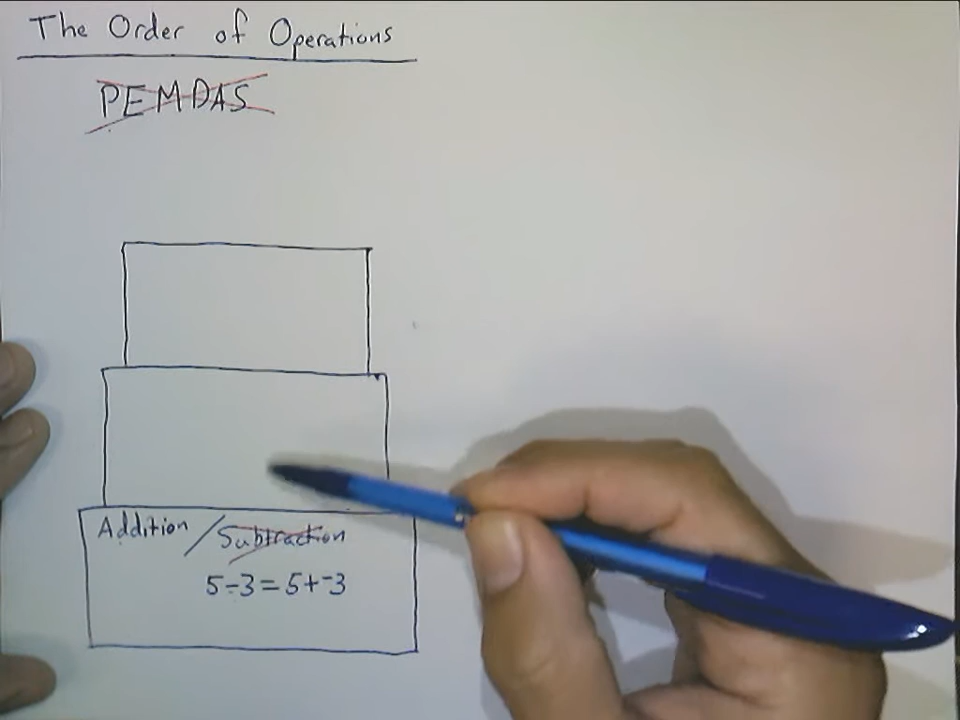 The Order of Operations
PEMDAS
Addition / Subtraction
5-3=5+-3